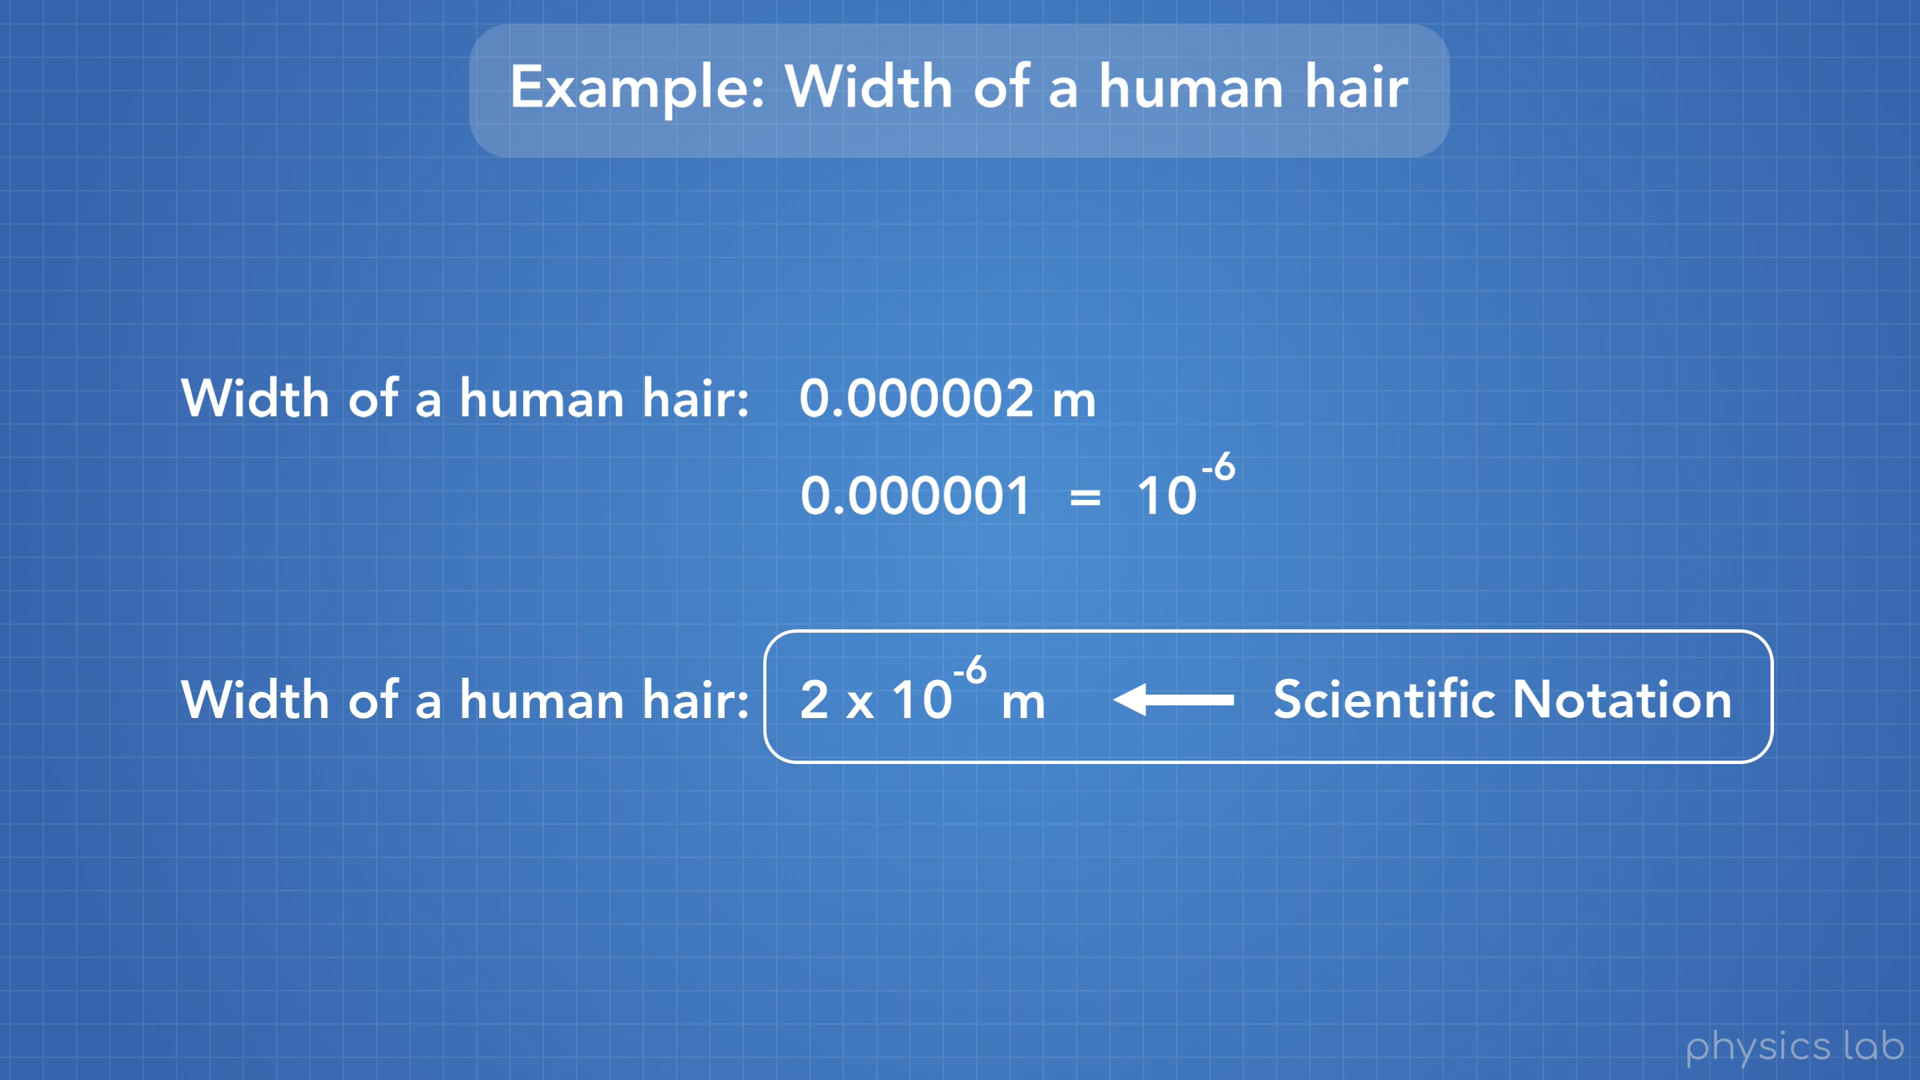 Example: Width of a human hair
Width of a human hair: 0.000002 m
0.000001 = 10⁻⁶
Width of a human hair: 2 x 10⁻⁶ m ← Scientific Notation
physics lab